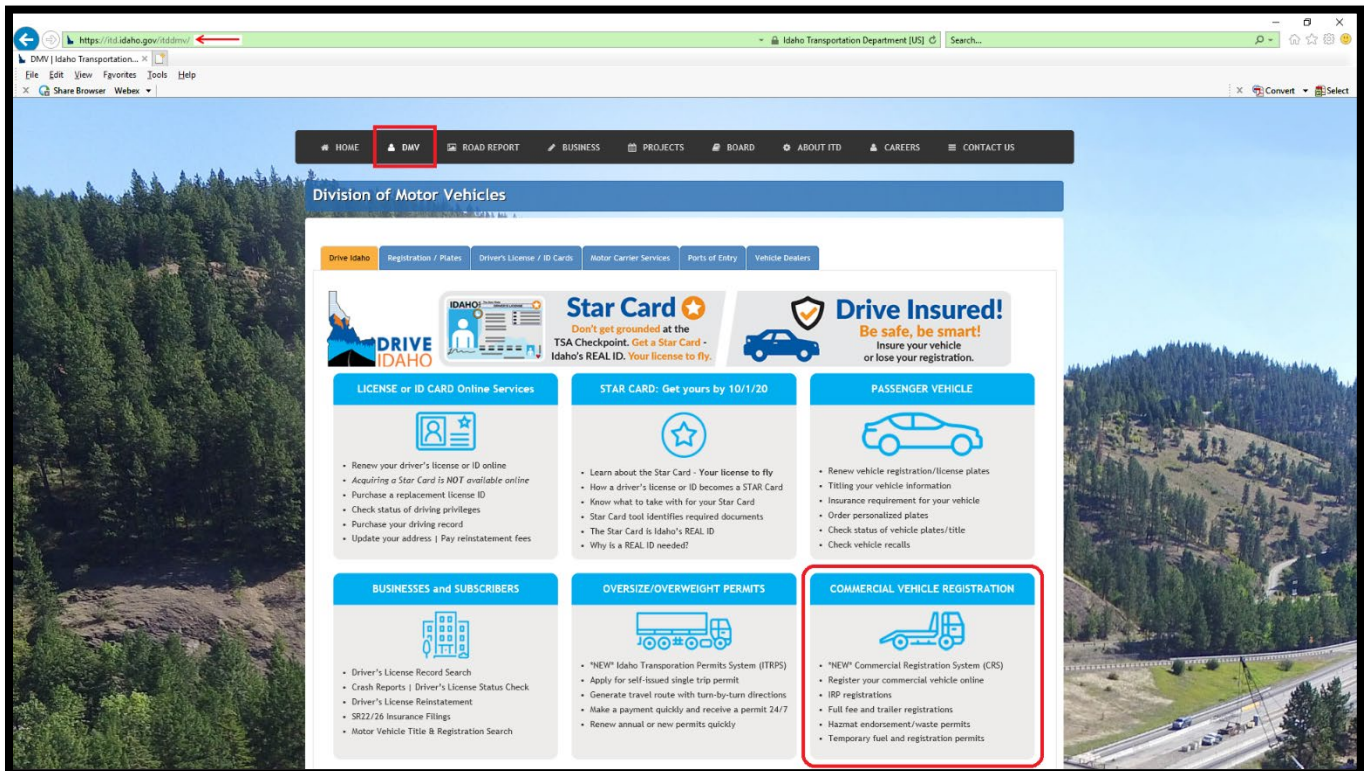 https://itd.idaho.gov/itddmv/
Idaho Transportation Department [US]
Search...
DMV | Idaho Transportation...
File Edit View Favorites Tools Help
Share Browser Webex
Convert Select
HOME DMV ROAD REPORT BUSINESS PROJECTS BOARD ABOUT ITD CAREERS CONTACT US
Division of Motor Vehicles
Drive Idaho Registration / Plates Driver's License / ID Cards Motor Carrier Services Ports of Entry Vehicle Dealers
DRIVE
IDAHO
IDAHO
Star Card
Don't get grounded at the
TSA Checkpoint. Get a Star Card -
Idaho's REAL ID. Your license to fly.
Drive Insured!
Be safe, be smart!
Insure your vehicle
or lose your registration.
LICENSE or ID CARD Online Services
• Renew your driver's license or ID online
• Acquiring a Star Card is NOT available online
• Purchase a replacement license ID
• Check status of driving privileges
• Purchase your driving record
• Update your address | Pay reinstatement fees
STAR CARD: Get yours by 10/1/20
• Learn about the Star Card - Your license to fly
• How a driver's license or ID becomes a STAR Card
• Know what to take with for your Star Card
• Star Card tool identifies required documents
• The Star Card is Idaho's REAL ID
• Why is a REAL ID needed?
PASSENGER VEHICLE
• Renew vehicle registration/license plates
• Titling your vehicle information
• Insurance requirement for your vehicle
• Order personalized plates
• Check status of vehicle plates/title
• Check vehicle recalls
BUSINESSES and SUBSCRIBERS
• Driver's License Record Search
• Crash Reports | Driver's License Status Check
• Driver's License Reinstatement
• SR22/26 Insurance Filings
• Motor Vehicle Title & Registration Search
OVERSIZE/OVERWEIGHT PERMITS
• *NEW* Idaho Transporation Permits System (ITRPS)
• Apply for self-issued single trip permit
• Generate travel route with turn-by-turn directions
• Make a payment quickly and receive a permit 24/7
• Renew annual or new permits quickly
COMMERCIAL VEHICLE REGISTRATION
• *NEW* Commercial Registration System (CRS)
• Register your commercial vehicle online
• IRP registrations
• Full fee and trailer registrations
• Hazmat endorsement/waste permits
• Temporary fuel and registration permits